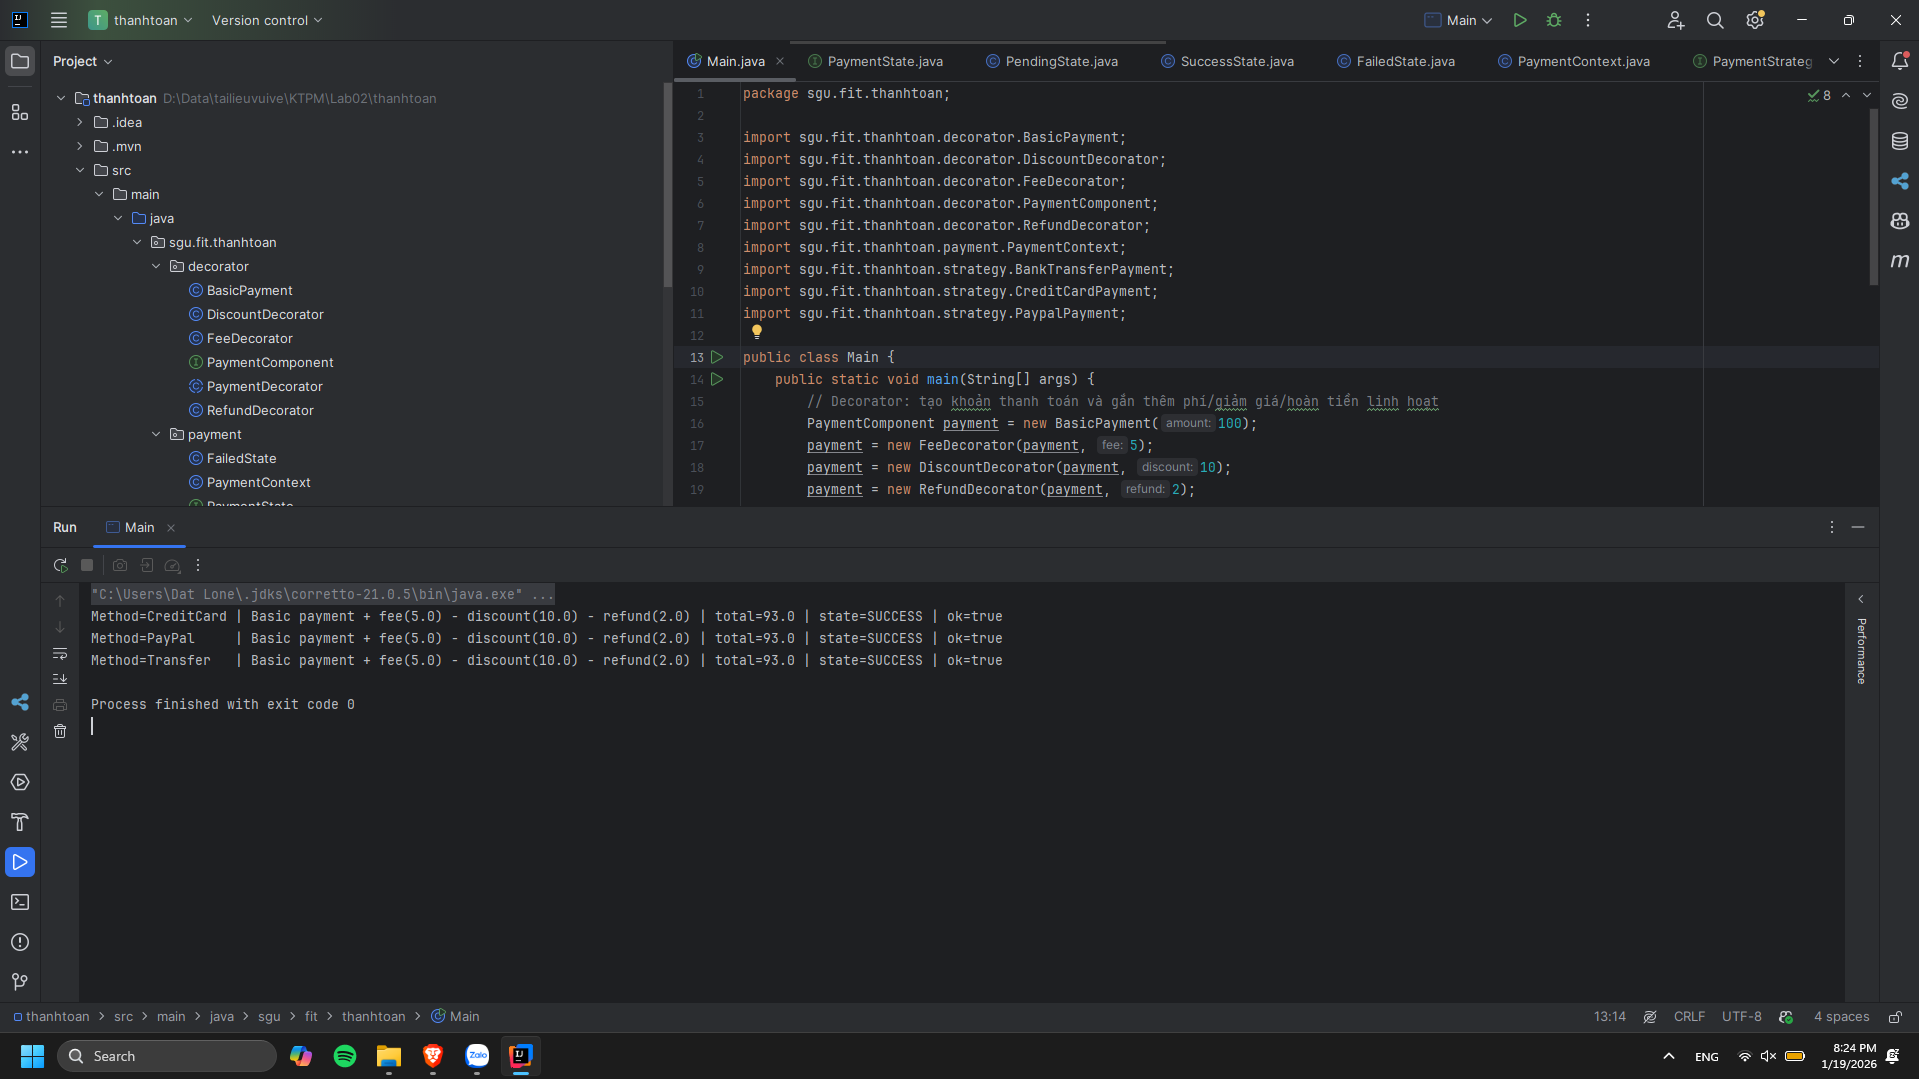 thanhtoan
Version control
Main
Project
thanhtoan D:\Data\tailieuvuive\KTPM\Lab02\thanhtoan
.idea
.mvn
src
main
java
sgu.fit.thanhtoan
decorator
BasicPayment
DiscountDecorator
FeeDecorator
PaymentComponent
PaymentDecorator
RefundDecorator
payment
FailedState
PaymentContext
PaymentState
Main.java
PaymentState.java
PendingState.java
SuccessState.java
FailedState.java
PaymentContext.java
PaymentStrateg
8
1 package sgu.fit.thanhtoan;
2
3 import sgu.fit.thanhtoan.decorator.BasicPayment;
4 import sgu.fit.thanhtoan.decorator.DiscountDecorator;
5 import sgu.fit.thanhtoan.decorator.FeeDecorator;
6 import sgu.fit.thanhtoan.decorator.PaymentComponent;
7 import sgu.fit.thanhtoan.decorator.RefundDecorator;
8 import sgu.fit.thanhtoan.payment.PaymentContext;
9 import sgu.fit.thanhtoan.strategy.BankTransferPayment;
10 import sgu.fit.thanhtoan.strategy.CreditCardPayment;
11 import sgu.fit.thanhtoan.strategy.PaypalPayment;
12
13 public class Main {
14 public static void main(String[] args) {
15 // Decorator: tạo khoản thanh toán và gắn thêm phí/giảm giá/hoàn tiền linh hoạt
16 PaymentComponent payment = new BasicPayment( amount: 100);
17 payment = new FeeDecorator(payment, fee: 5);
18 payment = new DiscountDecorator(payment, discount: 10);
19 payment = new RefundDecorator(payment, refund: 2);
Run
Main
"C:\Users\Dat Lone\.jdks\corretto-21.0.5\bin\java.exe" ...
Method=CreditCard | Basic payment + fee(5.0) - discount(10.0) - refund(2.0) | total=93.0 | state=SUCCESS | ok=true
Method=PayPal     | Basic payment + fee(5.0) - discount(10.0) - refund(2.0) | total=93.0 | state=SUCCESS | ok=true
Method=Transfer   | Basic payment + fee(5.0) - discount(10.0) - refund(2.0) | total=93.0 | state=SUCCESS | ok=true
Process finished with exit code 0
Performance
thanhtoan > src > main > java > sgu > fit > thanhtoan > Main
13:14 CRLF UTF-8 4 spaces
Search
Zalo
ENG
8:24 PM
1/19/2026